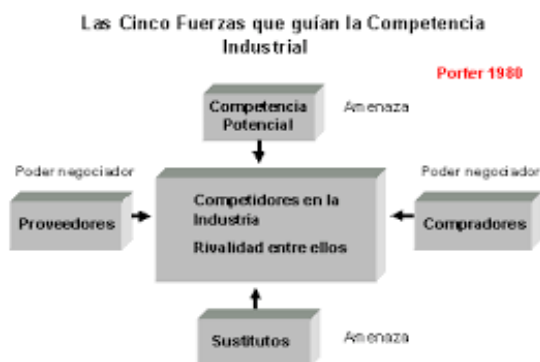 Las Cinco Fuerzas que guían la Competencia
Industrial
Porter 1980
Competencia
Potencial
Amenaza
Poder negociador
Poder negociador
Proveedores
Competidores en la
Industria
Rivalidad entre ellos
Compradores
Sustitutos
Amenaza